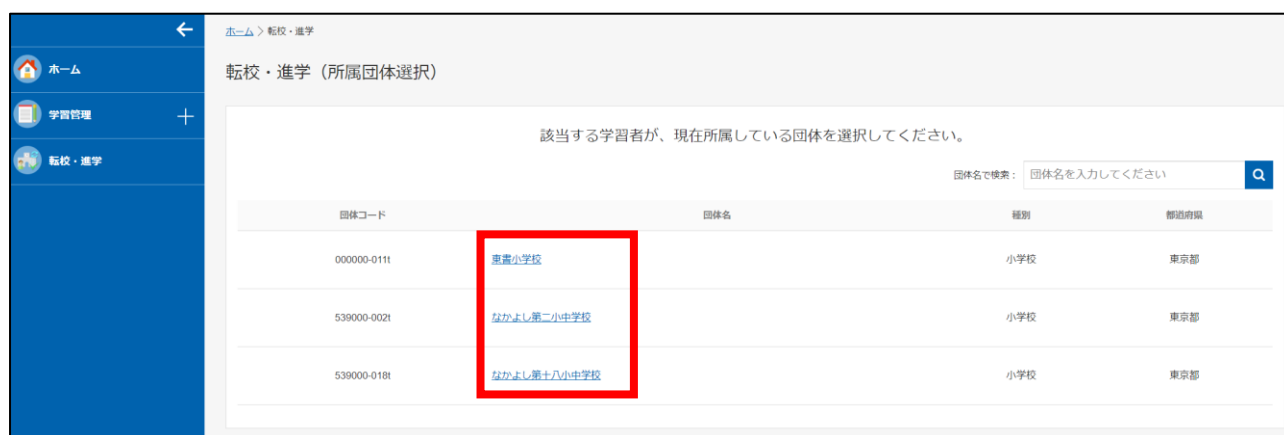 ホーム 〉転校・進学
ホーム
転校・進学（所属団体選択）
学習管理
該当する学習者が、現在所属している団体を選択してください。
転校・進学
団体名で検索： 団体名を入力してください
団体コード 団体名 種別 都道府県
000000-011t 東書小学校 小学校 東京都
539000-002t なかよし第二小中学校 小学校 東京都
539000-018t なかよし第十八小中学校 小学校 東京都